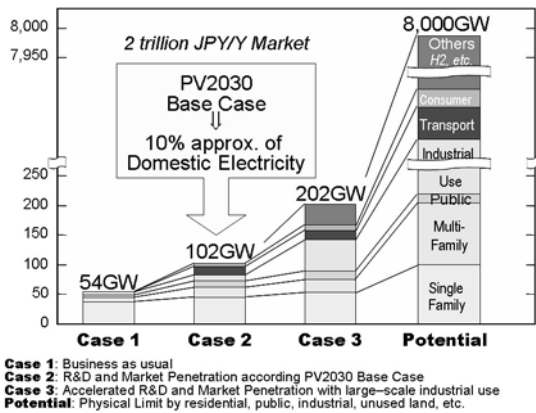 8,000
7,950
250
200
150
100
50
0
2 trillion JPY/Y Market
PV2030
Base Case
⇓
10% approx. of
Domestic Electricity
54GW
102GW
202GW
8,000GW
Others
H2, etc.
Consumer
Transport
Industrial
Use
Public
Multi-
Family
Single
Family
Case 1
Case 2
Case 3
Potential
Case 1: Business as usual
Case 2: R&D and Market Penetration according PV2030 Base Case
Case 3: Accelerated R&D and Market Penetration with large-scale industrial use
Potential: Physical Limit by residential, public, industrial, unused land, etc.